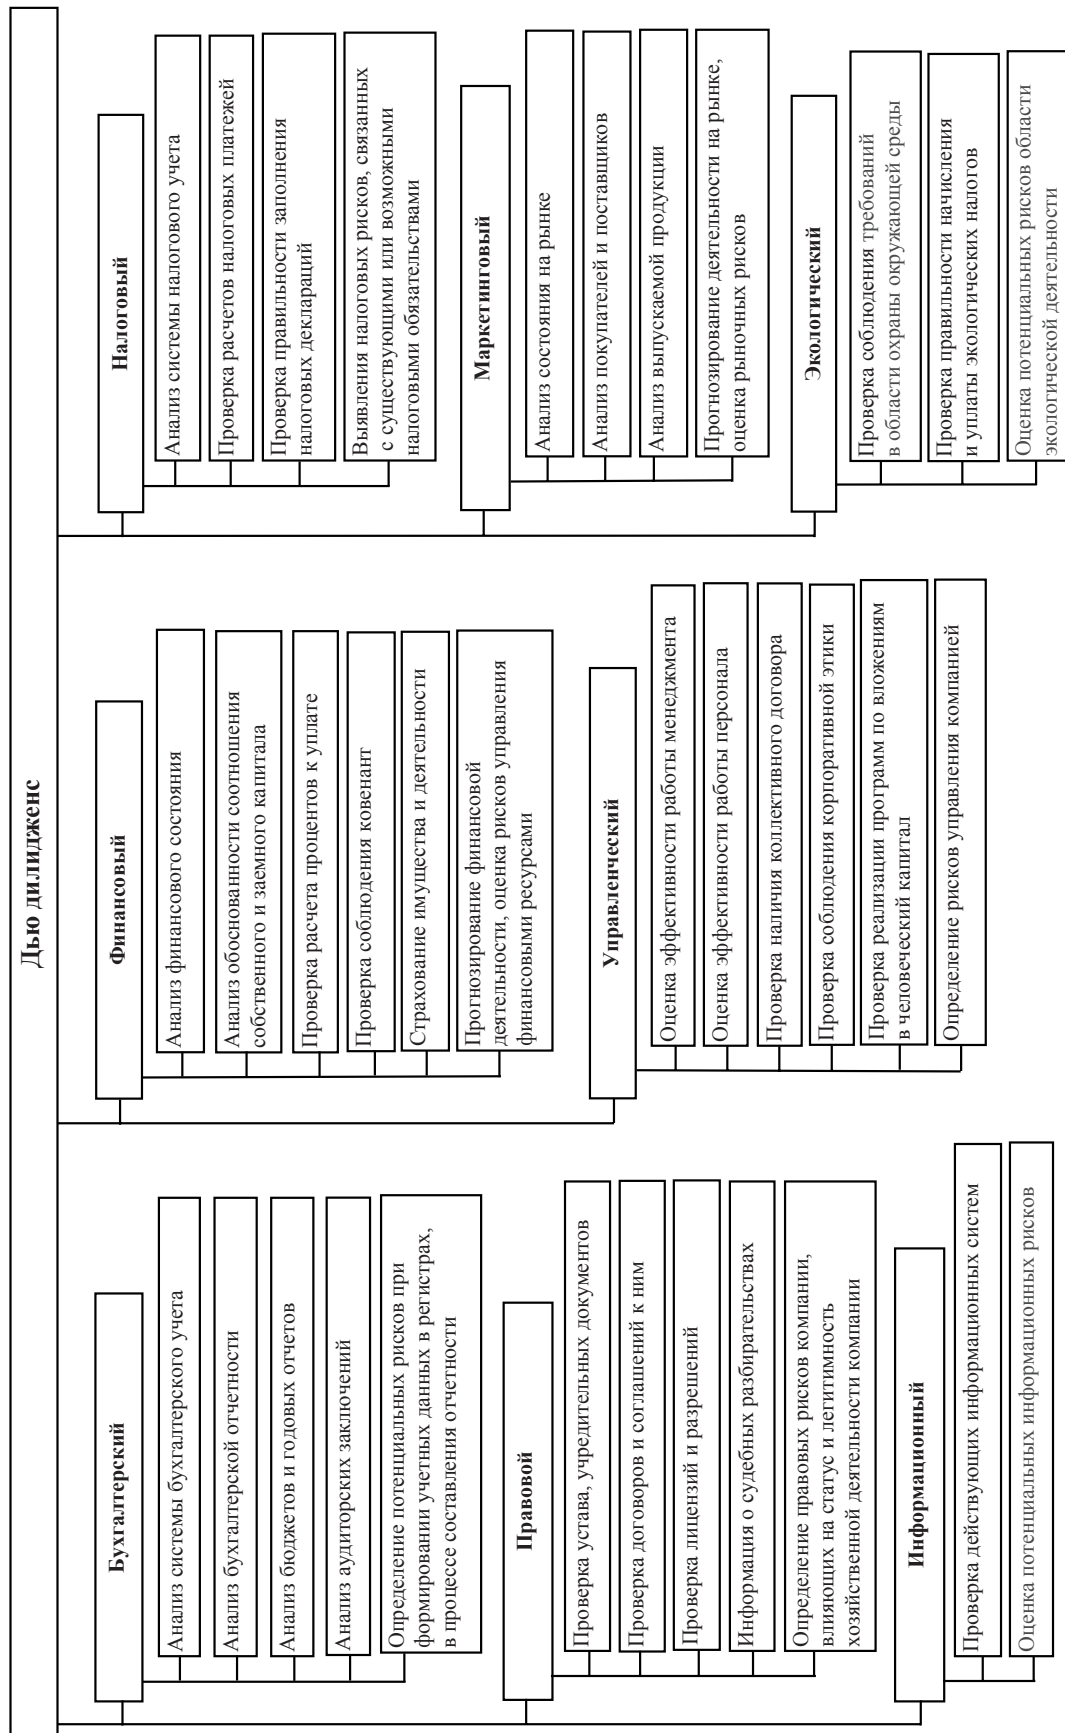 Дью дилидженс
Бухгалтерский
Анализ системы бухгалтерского учета
Анализ бухгалтерской отчетности
Анализ бюджетов и годовых отчетов
Анализ аудиторских заключений
Определение потенциальных рисков при
формировании учетных данных в регистрах,
в процессе составления отчетности
Правовой
Проверка устава, учредительных документов
Проверка договоров и соглашений к ним
Проверка лицензий и разрешений
Информация о судебных разбирательствах
Определение правовых рисков компании,
влияющих на статус и легитимность
хозяйственной деятельности компании
Информационный
Проверка действующих информационных систем
Оценка потенциальных информационных рисков
Финансовый
Анализ финансового состояния
Анализ обоснованности соотношения
собственного и заемного капитала
Проверка расчета процентов к уплате
Проверка соблюдения ковенант
Страхование имущества и деятельности
Прогнозирование финансовой
деятельности, оценка рисков управления
финансовыми ресурсами
Управленческий
Оценка эффективности работы менеджмента
Оценка эффективности работы персонала
Проверка наличия коллективного договора
Проверка соблюдения корпоративной этики
Проверка реализации программ по вложениям
в человеческий капитал
Определение рисков управления компанией
Налоговый
Анализ системы налогового учета
Проверка расчетов налоговых платежей
Проверка правильности заполнения
налоговых деклараций
Выявления налоговых рисков, связанных
с существующими или возможными
налоговыми обязательствами
Маркетинговый
Анализ состояния на рынке
Анализ покупателей и поставщиков
Анализ выпускаемой продукции
Прогнозирование деятельности на рынке,
оценка рыночных рисков
Экологический
Проверка соблюдения требований
в области охраны окружающей среды
Проверка правильности начисления
и уплаты экологических налогов
Оценка потенциальных рисков области
экологической деятельности